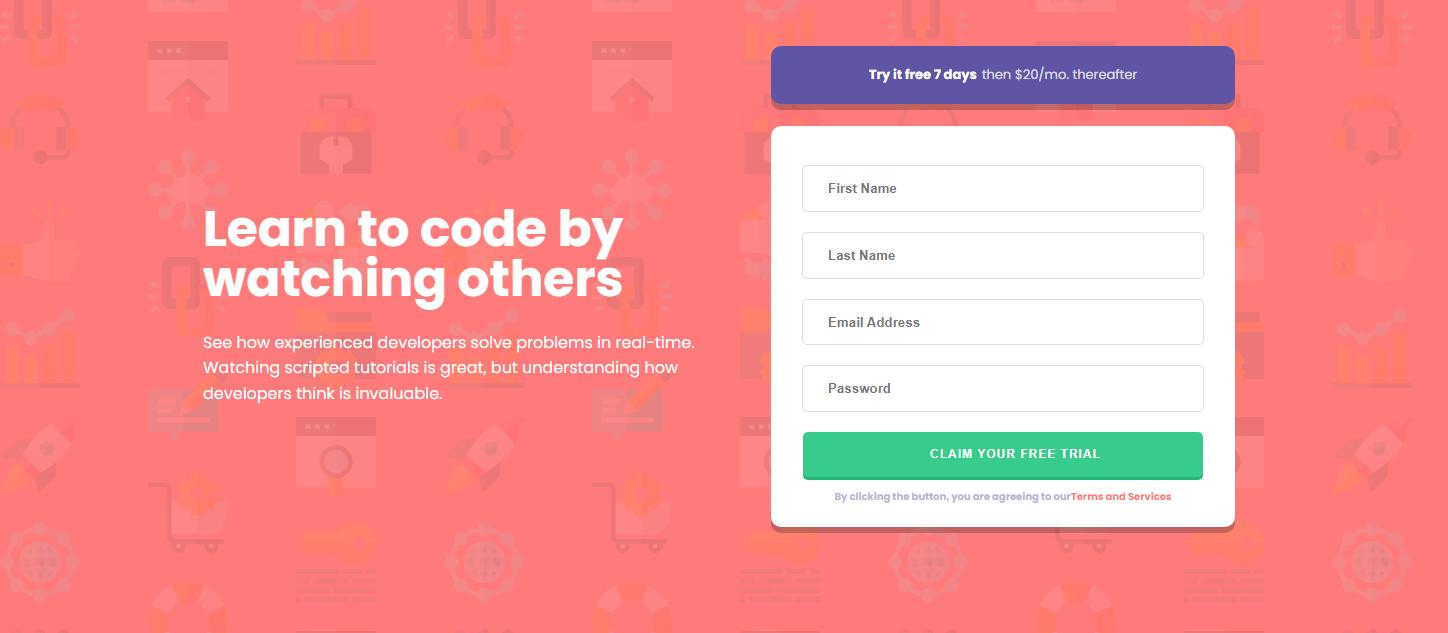 Learn to code by
watching others
See how experienced developers solve problems in real-time.
Watching scripted tutorials is great, but understanding how
developers think is invaluable.
Try it free 7 days then $20/mo. thereafter
First Name
Last Name
Email Address
Password
CLAIM YOUR FREE TRIAL
By clicking the button, you are agreeing to ourTerms and Services